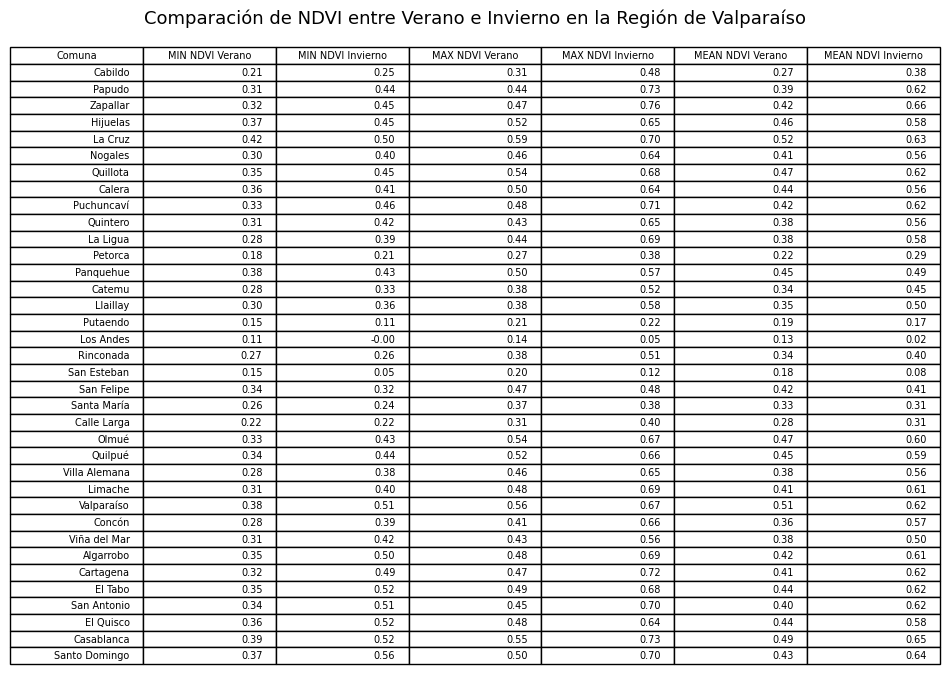 Comparación de NDVI entre Verano e Invierno en la Región de Valparaíso
Comuna MIN NDVI Verano MIN NDVI Invierno MAX NDVI Verano MAX NDVI Invierno MEAN NDVI Verano MEAN NDVI Invierno
Cabildo 0.21 0.25 0.31 0.48 0.27 0.38
Papudo 0.31 0.44 0.44 0.73 0.39 0.62
Zapallar 0.32 0.45 0.47 0.76 0.42 0.66
Hijuelas 0.37 0.45 0.52 0.65 0.46 0.58
La Cruz 0.42 0.50 0.59 0.70 0.52 0.63
Nogales 0.30 0.40 0.46 0.64 0.41 0.56
Quillota 0.35 0.45 0.54 0.68 0.47 0.62
Calera 0.36 0.41 0.50 0.64 0.44 0.56
Puchuncaví 0.33 0.46 0.48 0.71 0.42 0.62
Quintero 0.31 0.42 0.43 0.65 0.38 0.56
La Ligua 0.28 0.39 0.44 0.69 0.38 0.58
Petorca 0.18 0.21 0.27 0.38 0.22 0.29
Panquehue 0.38 0.43 0.50 0.57 0.45 0.49
Catemu 0.28 0.33 0.38 0.52 0.34 0.45
Llaillay 0.30 0.36 0.38 0.58 0.35 0.50
Putaendo 0.15 0.11 0.21 0.22 0.19 0.17
Los Andes 0.11 -0.00 0.14 0.05 0.13 0.02
Rinconada 0.27 0.26 0.38 0.51 0.34 0.40
San Esteban 0.15 0.05 0.20 0.12 0.18 0.08
San Felipe 0.34 0.32 0.47 0.48 0.42 0.41
Santa María 0.26 0.24 0.37 0.38 0.33 0.31
Calle Larga 0.22 0.22 0.31 0.40 0.28 0.31
Olmué 0.33 0.43 0.54 0.67 0.47 0.60
Quilpué 0.34 0.44 0.52 0.66 0.45 0.59
Villa Alemana 0.28 0.38 0.46 0.65 0.38 0.56
Limache 0.31 0.40 0.48 0.69 0.41 0.61
Valparaíso 0.38 0.51 0.56 0.67 0.51 0.62
Concón 0.28 0.39 0.41 0.66 0.36 0.57
Viña del Mar 0.31 0.42 0.43 0.56 0.38 0.50
Algarrobo 0.35 0.50 0.48 0.69 0.42 0.61
Cartagena 0.32 0.49 0.47 0.72 0.41 0.62
El Tabo 0.35 0.52 0.49 0.68 0.44 0.62
San Antonio 0.34 0.51 0.45 0.70 0.40 0.62
El Quisco 0.36 0.52 0.48 0.64 0.44 0.58
Casablanca 0.39 0.52 0.55 0.73 0.49 0.65
Santo Domingo 0.37 0.56 0.50 0.70 0.43 0.64